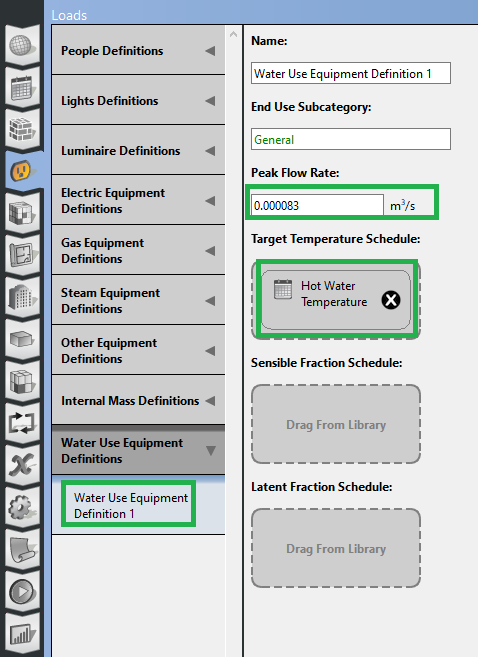 Loads
People Definitions
Lights Definitions
Luminaire Definitions
Electric Equipment
Definitions
Gas Equipment
Definitions
Steam Equipment
Definitions
Other Equipment
Definitions
Internal Mass Definitions
Water Use Equipment
Definitions
Water Use Equipment
Definition 1
Name:
Water Use Equipment Definition 1
End Use Subcategory:
General
Peak Flow Rate:
0.000083 m³/s
Target Temperature Schedule:
Hot Water
Temperature
Sensible Fraction Schedule:
Drag From Library
Latent Fraction Schedule:
Drag From Library